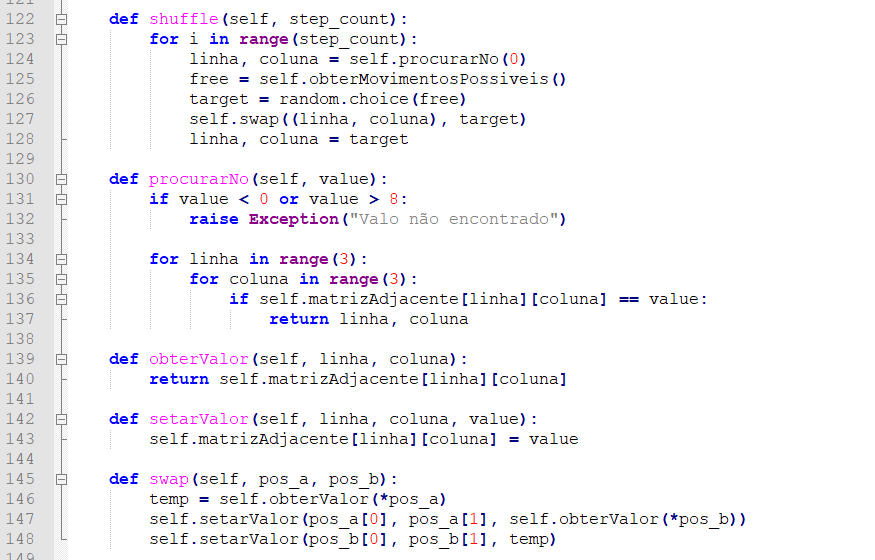 121
122 def shuffle(self, step_count):
123 for i in range(step_count):
124 linha, coluna = self.procurarNo(0)
125 free = self.obterMovimentosPossiveis()
126 target = random.choice(free)
127 self.swap((linha, coluna), target)
128 linha, coluna = target
129
130 def procurarNo(self, value):
131 if value < 0 or value > 8:
132 raise Exception("Valo não encontrado")
133
134 for linha in range(3):
135 for coluna in range(3):
136 if self.matrizAdjacente[linha][coluna] == value:
137 return linha, coluna
138
139 def obterValor(self, linha, coluna):
140 return self.matrizAdjacente[linha][coluna]
141
142 def setarValor(self, linha, coluna, value):
143 self.matrizAdjacente[linha][coluna] = value
144
145 def swap(self, pos_a, pos_b):
146 temp = self.obterValor(*pos_a)
147 self.setarValor(pos_a[0], pos_a[1], self.obterValor(*pos_b))
148 self.setarValor(pos_b[0], pos_b[1], temp)
149